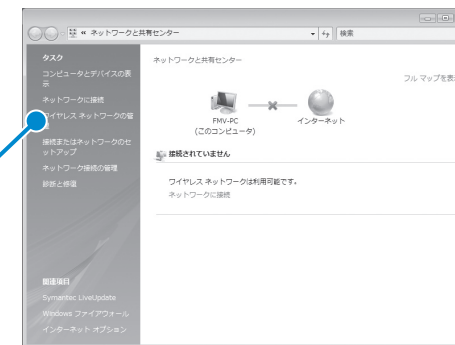 ネットワークと共有センター
検索
タスク
コンピュータとデバイスの表
示
ネットワークに接続
ワイヤレス ネットワークの管
接続またはネットワークのセ
ットアップ
ネットワーク接続の管理
診断と修復
関連項目
Symantec LiveUpdate
Windows ファイアウォール
インターネット オプション
ネットワークと共有センター
フル マップを表
FMV-PC
(このコンピュータ)
インターネット
接続されていません
ワイヤレス ネットワークは利用可能です。
ネットワークに接続